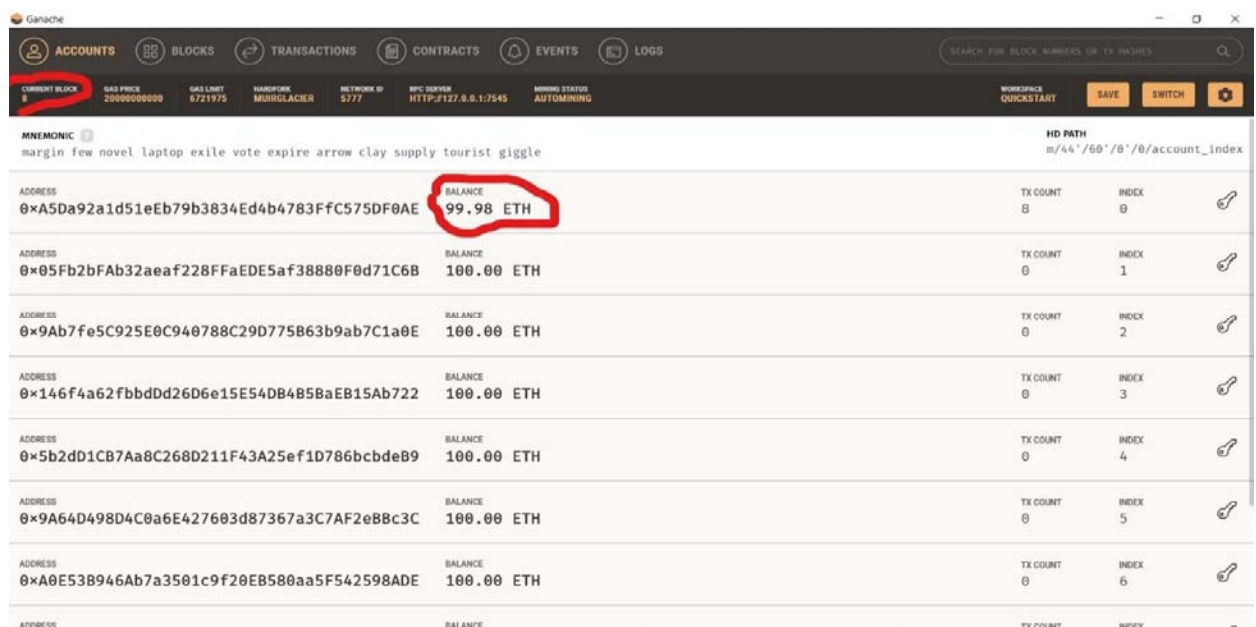 Ganache
ACCOUNTS BLOCKS TRANSACTIONS CONTRACTS EVENTS LOGS SEARCH FOR BLOCK NUMBERS OR TX HASHES
CURRENT BLOCK GAS PRICE GAS LIMIT HARDFORK NETWORK ID RPC SERVER MINING STATUS WORKSPACE
8 20000000000 6721975 MUIRGLACIER 5777 HTTP://127.0.0.1:7545 AUTOMINING QUICKSTART SAVE SWITCH
MNEMONIC ? HD PATH
margin few novel laptop exile vote expire arrow clay supply tourist giggle m/44'/60'/0'/0/account_index
ADDRESS BALANCE TX COUNT INDEX
0×A5Da92a1d51eEb79b3834Ed4b4783FfC575DF0AE 99.98 ETH 8 0
ADDRESS BALANCE TX COUNT INDEX
0×05Fb2bFAb32aeaf228FFaEDE5af38880F0d71C6B 100.00 ETH 0 1
ADDRESS BALANCE TX COUNT INDEX
0×9Ab7fe5C925E0C940788C29D775B63b9ab7C1a0E 100.00 ETH 0 2
ADDRESS BALANCE TX COUNT INDEX
0×146f4a62fbbdDd26D6e15E54DB4B5BaEB15Ab722 100.00 ETH 0 3
ADDRESS BALANCE TX COUNT INDEX
0×5b2dD1CB7Aa8C268D211F43A25ef1D786bcbdeB9 100.00 ETH 0 4
ADDRESS BALANCE TX COUNT INDEX
0×9A64D498D4C0a6E427603d87367a3C7AF2eBBc3C 100.00 ETH 0 5
ADDRESS BALANCE TX COUNT INDEX
0×A0E53B946Ab7a3501c9f20EB580aa5F542598ADE 100.00 ETH 0 6
ADDRESS BALANCE TX COUNT INDEX